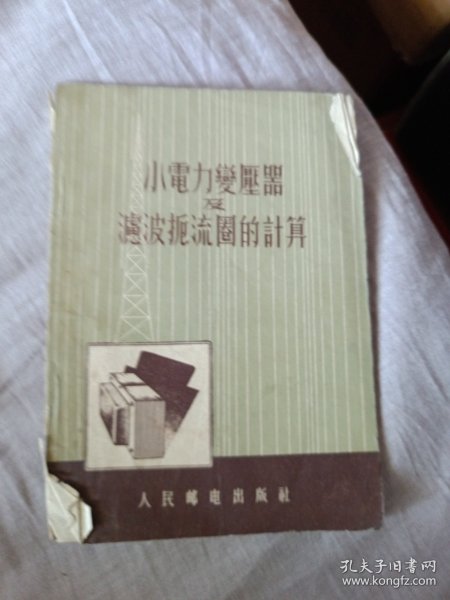 小電力變壓器
及
濾波扼流圈的計算
人民邮电出版社
孔夫子旧书网
www.kongfz.com